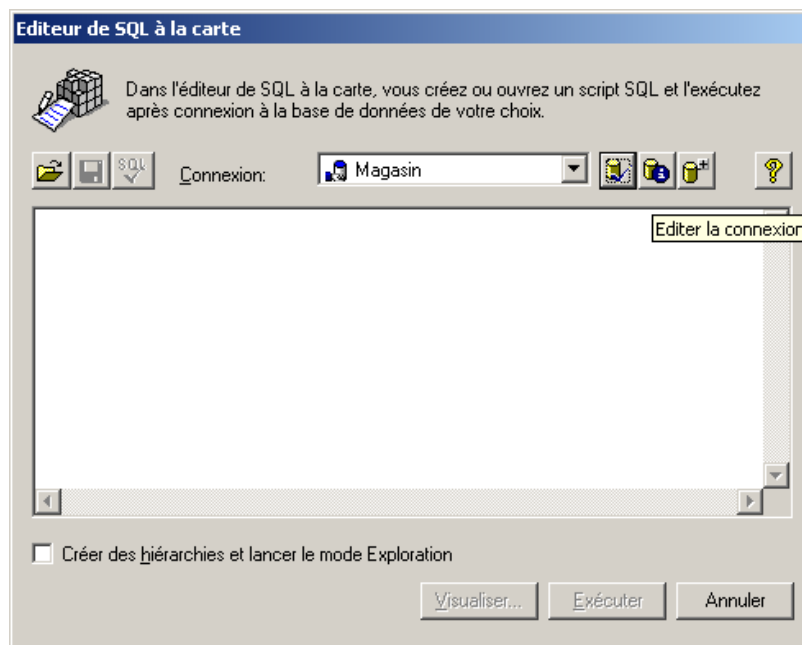 Editeur de SQL à la carte
Dans l'éditeur de SQL à la carte, vous créez ou ouvrez un script SQL et l'exécutez
après connexion à la base de données de votre choix.
SQL
Connexion:
Magasin
Editer la connexion
Créer des hiérarchies et lancer le mode Exploration
Visualiser...
Exécuter
Annuler